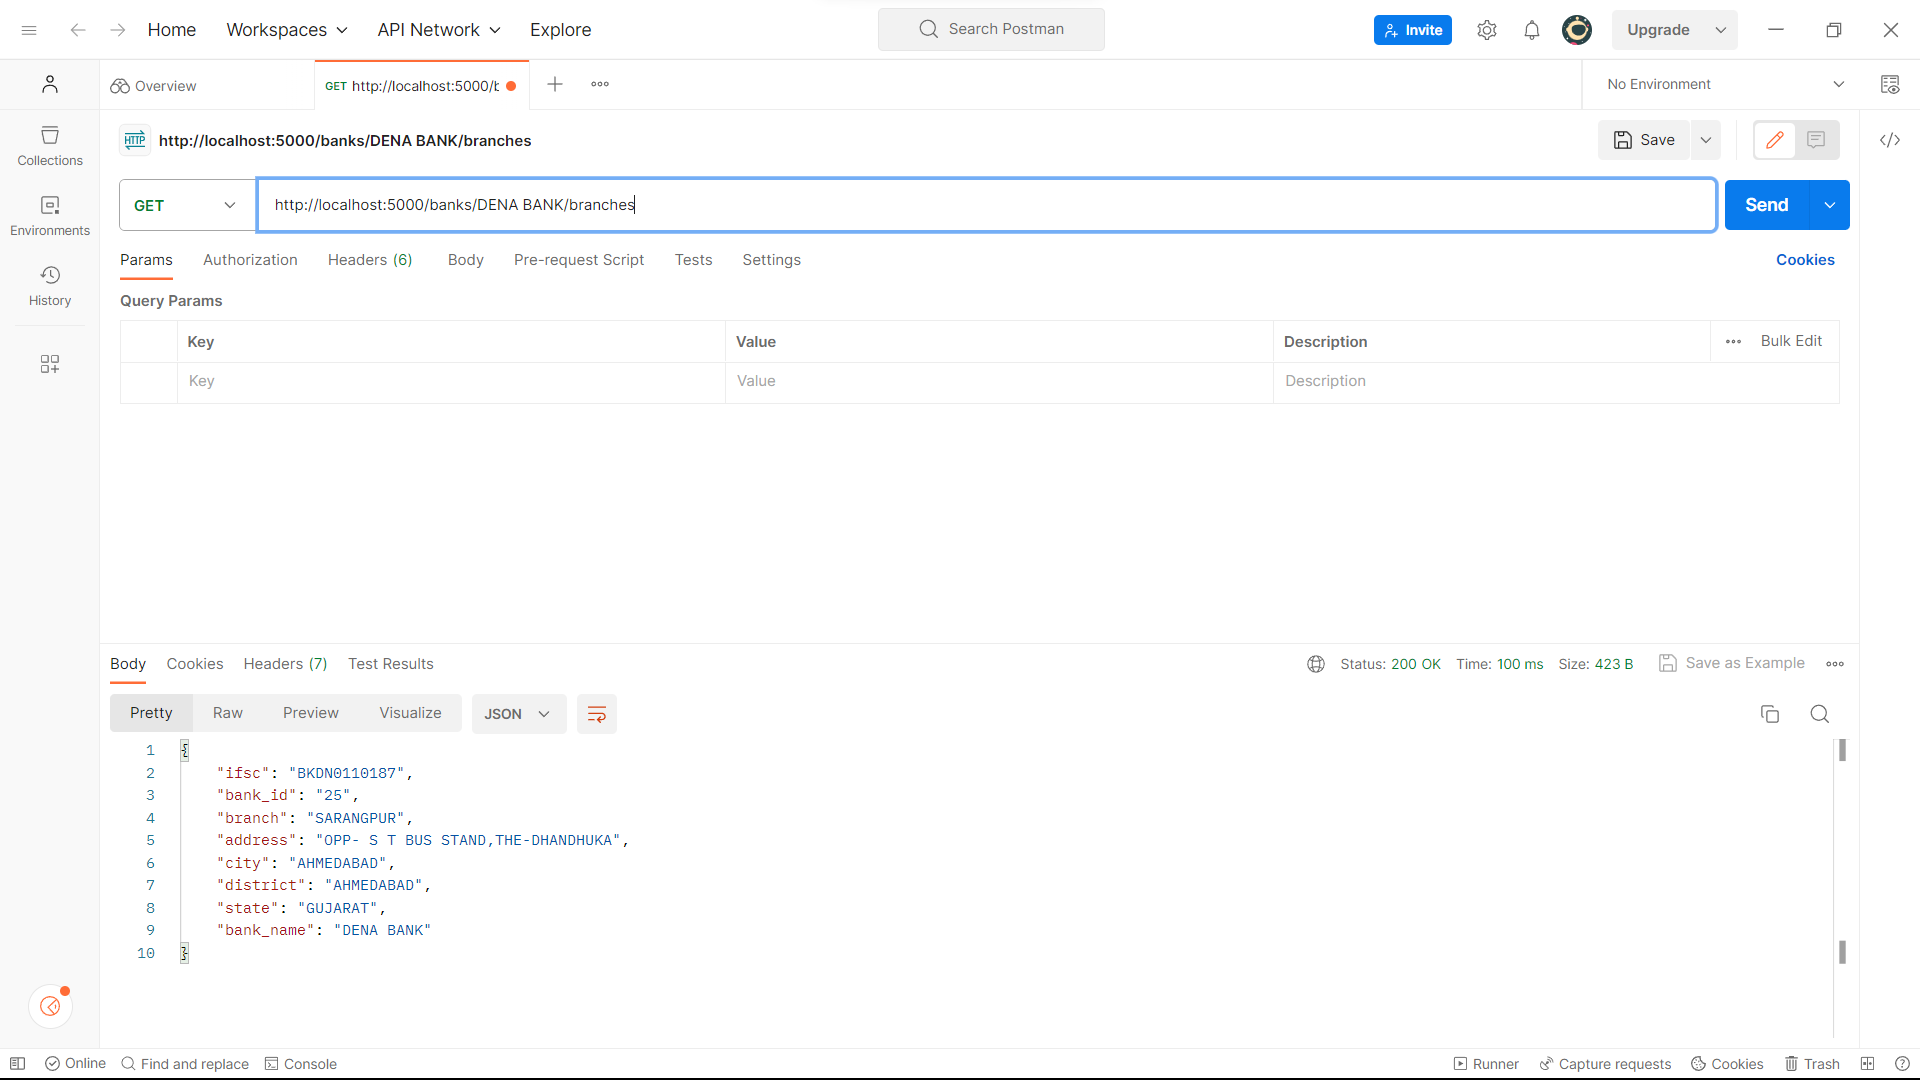 Home Workspaces API Network Explore Search Postman Invite Upgrade
Overview GET http://localhost:5000/b No Environment
HTTP http://localhost:5000/banks/DENA BANK/branches Save
Collections
Environments
History
GET http://localhost:5000/banks/DENA BANK/branches Send
Params Authorization Headers (6) Body Pre-request Script Tests Settings Cookies
Query Params
Key Value Description Bulk Edit
Key Value Description
Body Cookies Headers (7) Test Results Status: 200 OK Time: 100 ms Size: 423 B Save as Example
Pretty Raw Preview Visualize JSON
1 {
2 "ifsc": "BKDN0110187",
3 "bank_id": "25",
4 "branch": "SARANGPUR",
5 "address": "OPP- S T BUS STAND,THE-DHANDHUKA",
6 "city": "AHMEDABAD",
7 "district": "AHMEDABAD",
8 "state": "GUJARAT",
9 "bank_name": "DENA BANK"
10 }
Online Find and replace Console Runner Capture requests Cookies Trash